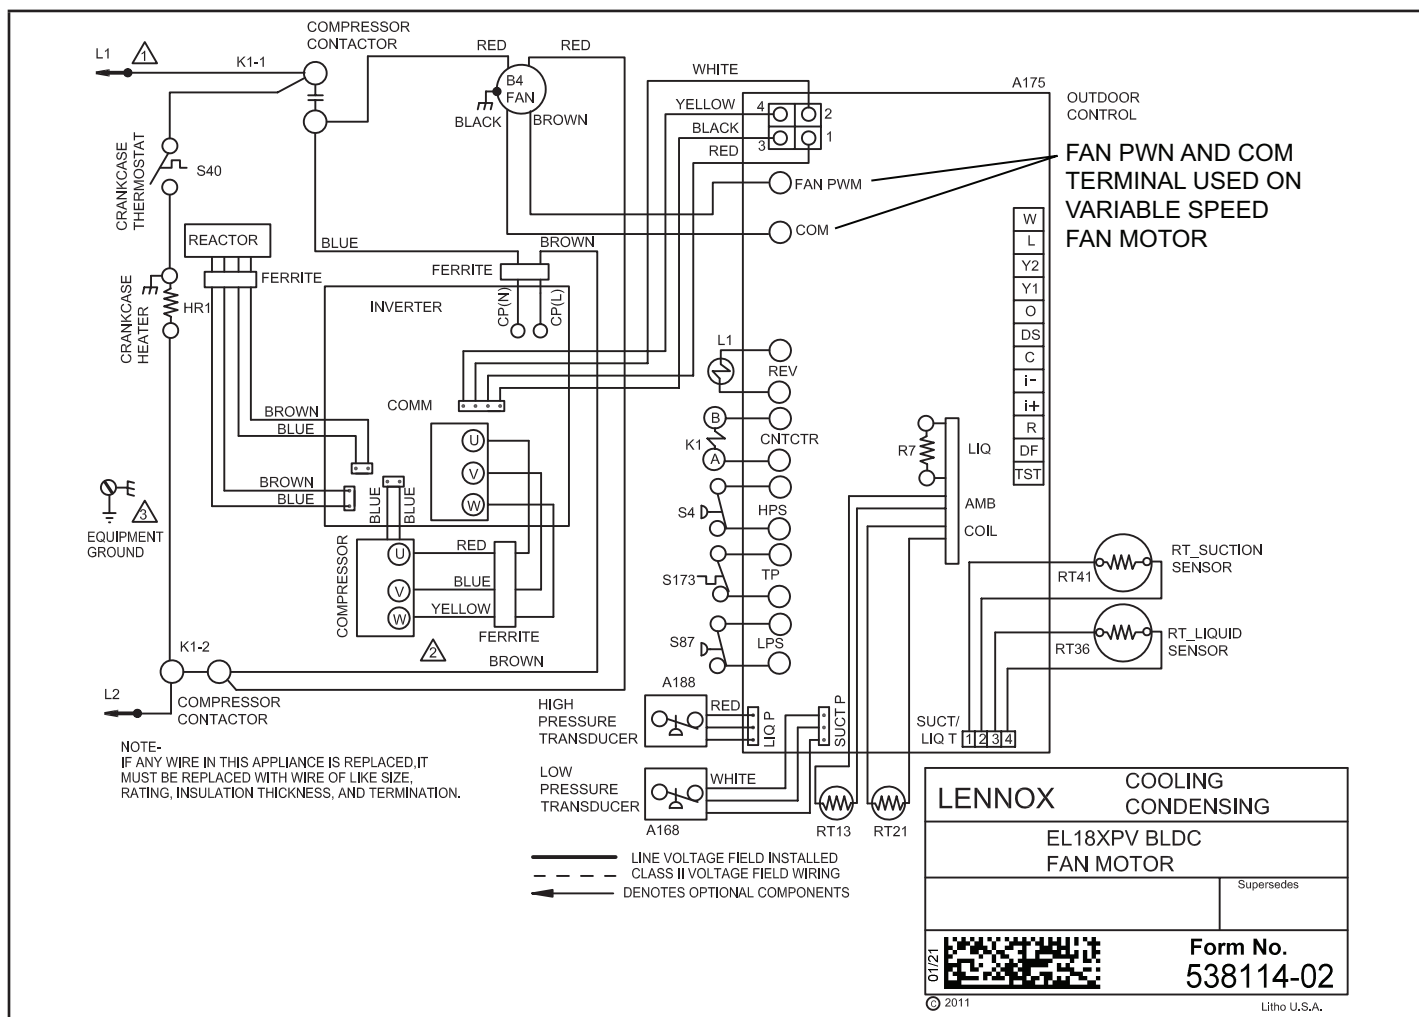 COMPRESSOR
CONTACTOR
L1
1
K1-1
RED
RED
B4
FAN
BLACK
BROWN
WHITE
YELLOW
BLACK
RED
4
2
3
1
A175
OUTDOOR
CONTROL
FAN PWM
COM
FAN PWN AND COM
TERMINAL USED ON
VARIABLE SPEED
FAN MOTOR
CRANKCASE
THERMOSTAT
S40
REACTOR
FERRITE
BLUE
BROWN
FERRITE
CRANKCASE
HEATER
HR1
INVERTER
CP(N)
CP(L)
W
L
Y2
Y1
O
DS
C
i-
i+
R
DF
TST
L1
REV
B
K1
A
CNTCTR
S4
HPS
S173
TP
S87
LPS
COMM
BROWN
BLUE
BROWN
BLUE
BLUE
BLUE
U
V
W
R7
LIQ
AMB
COIL
EQUIPMENT
GROUND
3
COMPRESSOR
U
V
W
RED
BLUE
YELLOW
FERRITE
2
BROWN
RT41
RT_SUCTION
SENSOR
RT36
RT_LIQUID
SENSOR
K1-2
L2
COMPRESSOR
CONTACTOR
A188
HIGH
PRESSURE
TRANSDUCER
RED
LIQ P
SUCT P
SUCT/
LIQ T
1 2 3 4
NOTE-
IF ANY WIRE IN THIS APPLIANCE IS REPLACED,IT
MUST BE REPLACED WITH WIRE OF LIKE SIZE,
RATING, INSULATION THICKNESS, AND TERMINATION.
LOW
PRESSURE
TRANSDUCER
WHITE
A168
RT13
RT21
LINE VOLTAGE FIELD INSTALLED
CLASS II VOLTAGE FIELD WIRING
DENOTES OPTIONAL COMPONENTS
LENNOX
COOLING
CONDENSING
EL18XPV BLDC
FAN MOTOR
Supersedes
01/21
Form No.
538114-02
© 2011
Litho U.S.A.